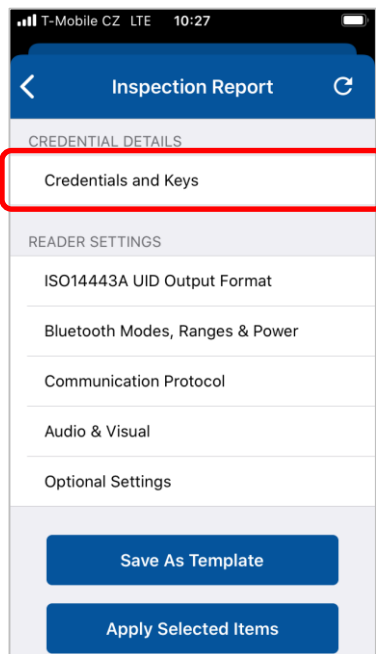 T-Mobile CZ LTE 10:27
Inspection Report
CREDENTIAL DETAILS
Credentials and Keys
READER SETTINGS
ISO14443A UID Output Format
Bluetooth Modes, Ranges & Power
Communication Protocol
Audio & Visual
Optional Settings
Save As Template
Apply Selected Items